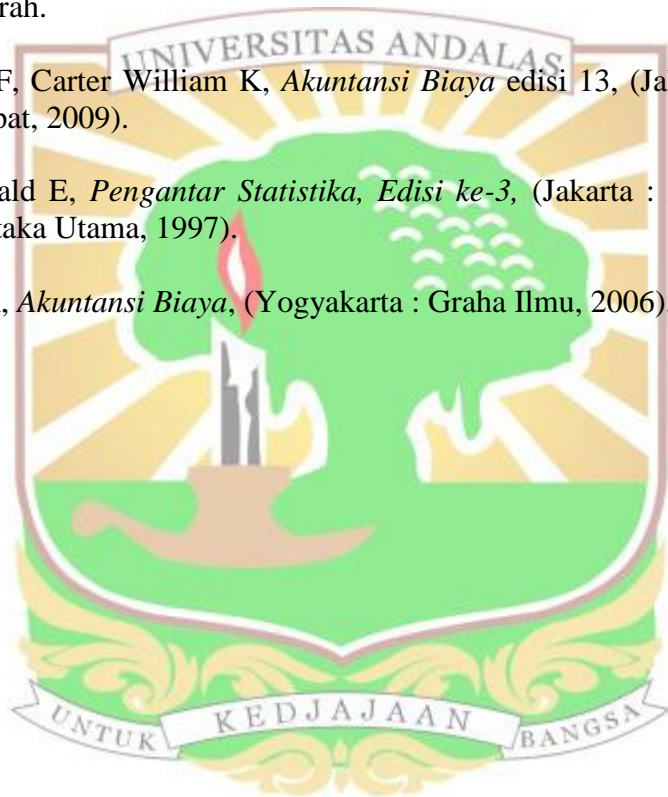 rah.
UNIVERSITAS ANDALAS
F, Carter William K, Akuntansi Biaya edisi 13, (Ja
pat, 2009).
ald E, Pengantar Statistika, Edisi ke-3, (Jakarta :
taka Utama, 1997).
, Akuntansi Biaya, (Yogyakarta : Graha Ilmu, 2006).
UNTUK KEDJAJAAN BANGSA